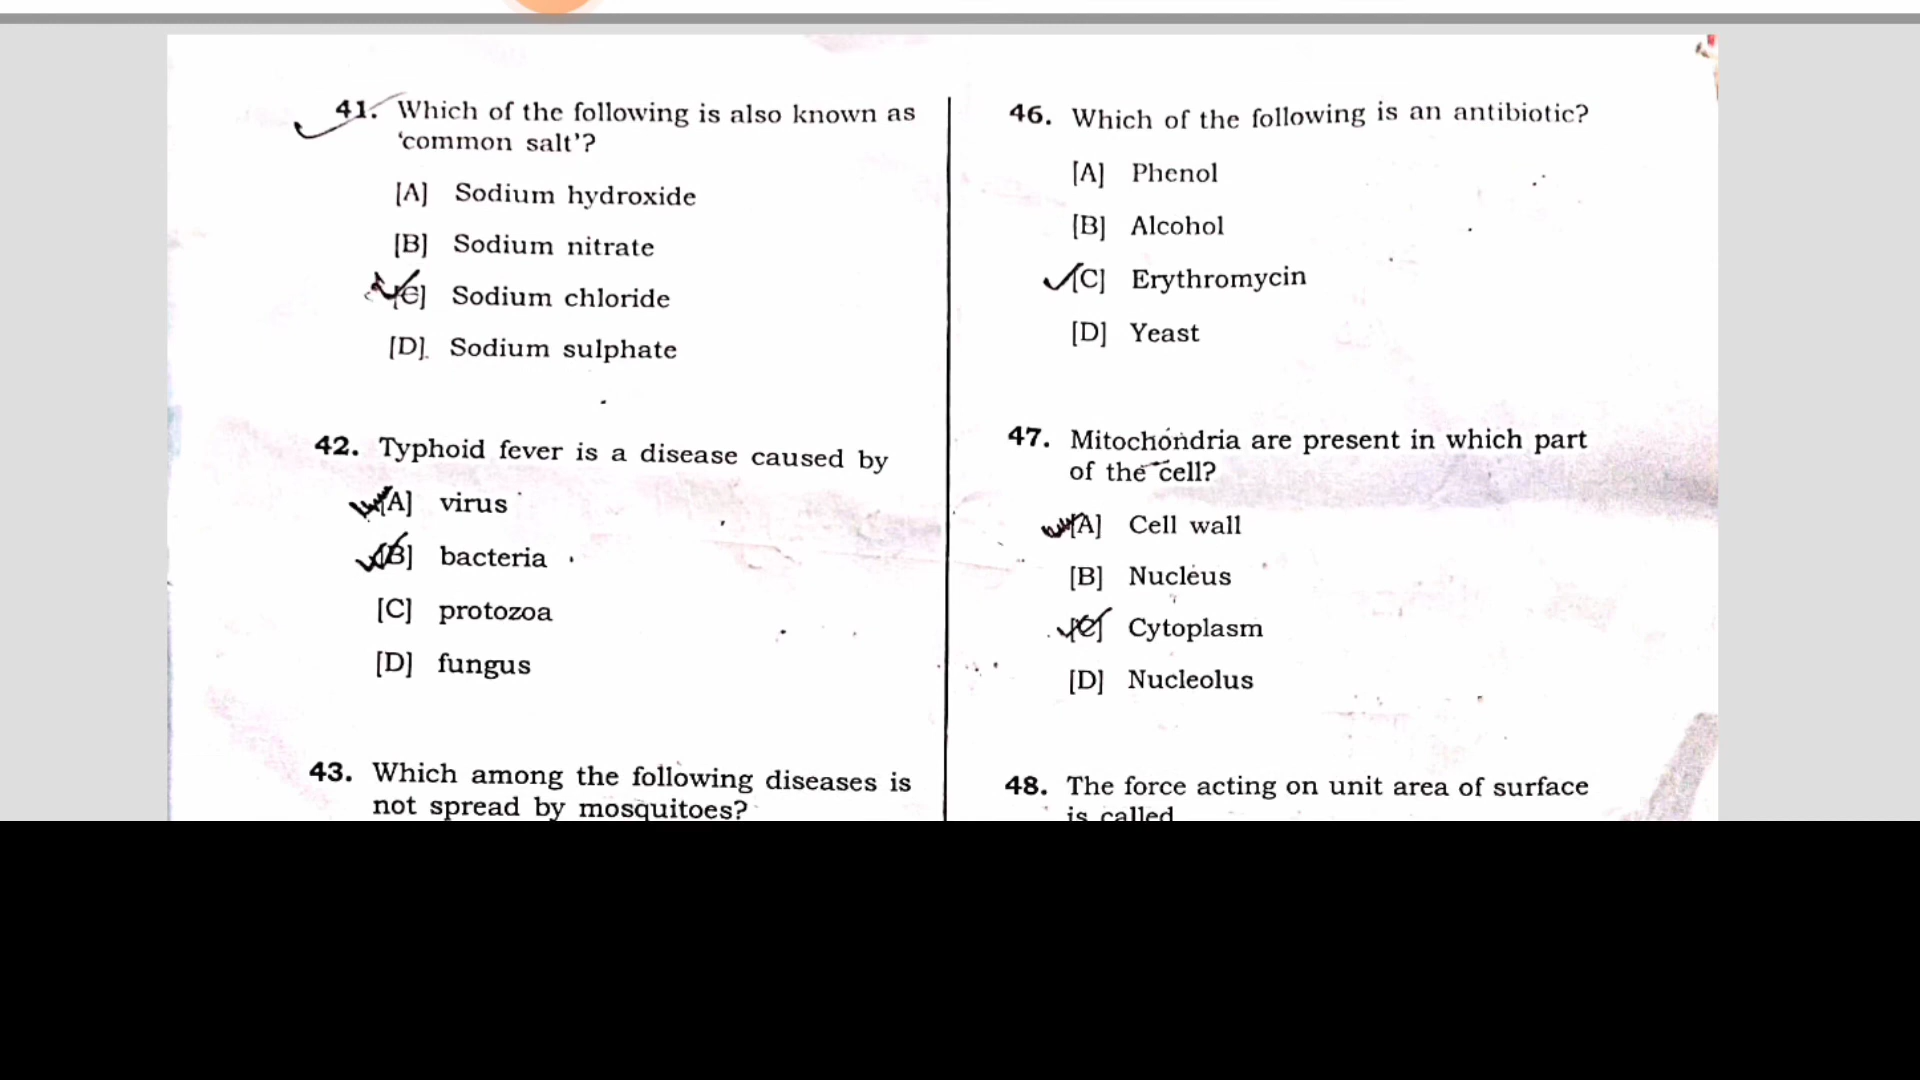 41. Which of the following is also known as
‘common salt’?
[A] Sodium hydroxide
[B] Sodium nitrate
[C] Sodium chloride
[D] Sodium sulphate
42. Typhoid fever is a disease caused by
[A] virus
[B] bacteria
[C] protozoa
[D] fungus
43. Which among the following diseases is
not spread by mosquitoes?
46. Which of the following is an antibiotic?
[A] Phenol
[B] Alcohol
[C] Erythromycin
[D] Yeast
47. Mitochondria are present in which part
of the cell?
[A] Cell wall
[B] Nucleus
[C] Cytoplasm
[D] Nucleolus
48. The force acting on unit area of surface
is called